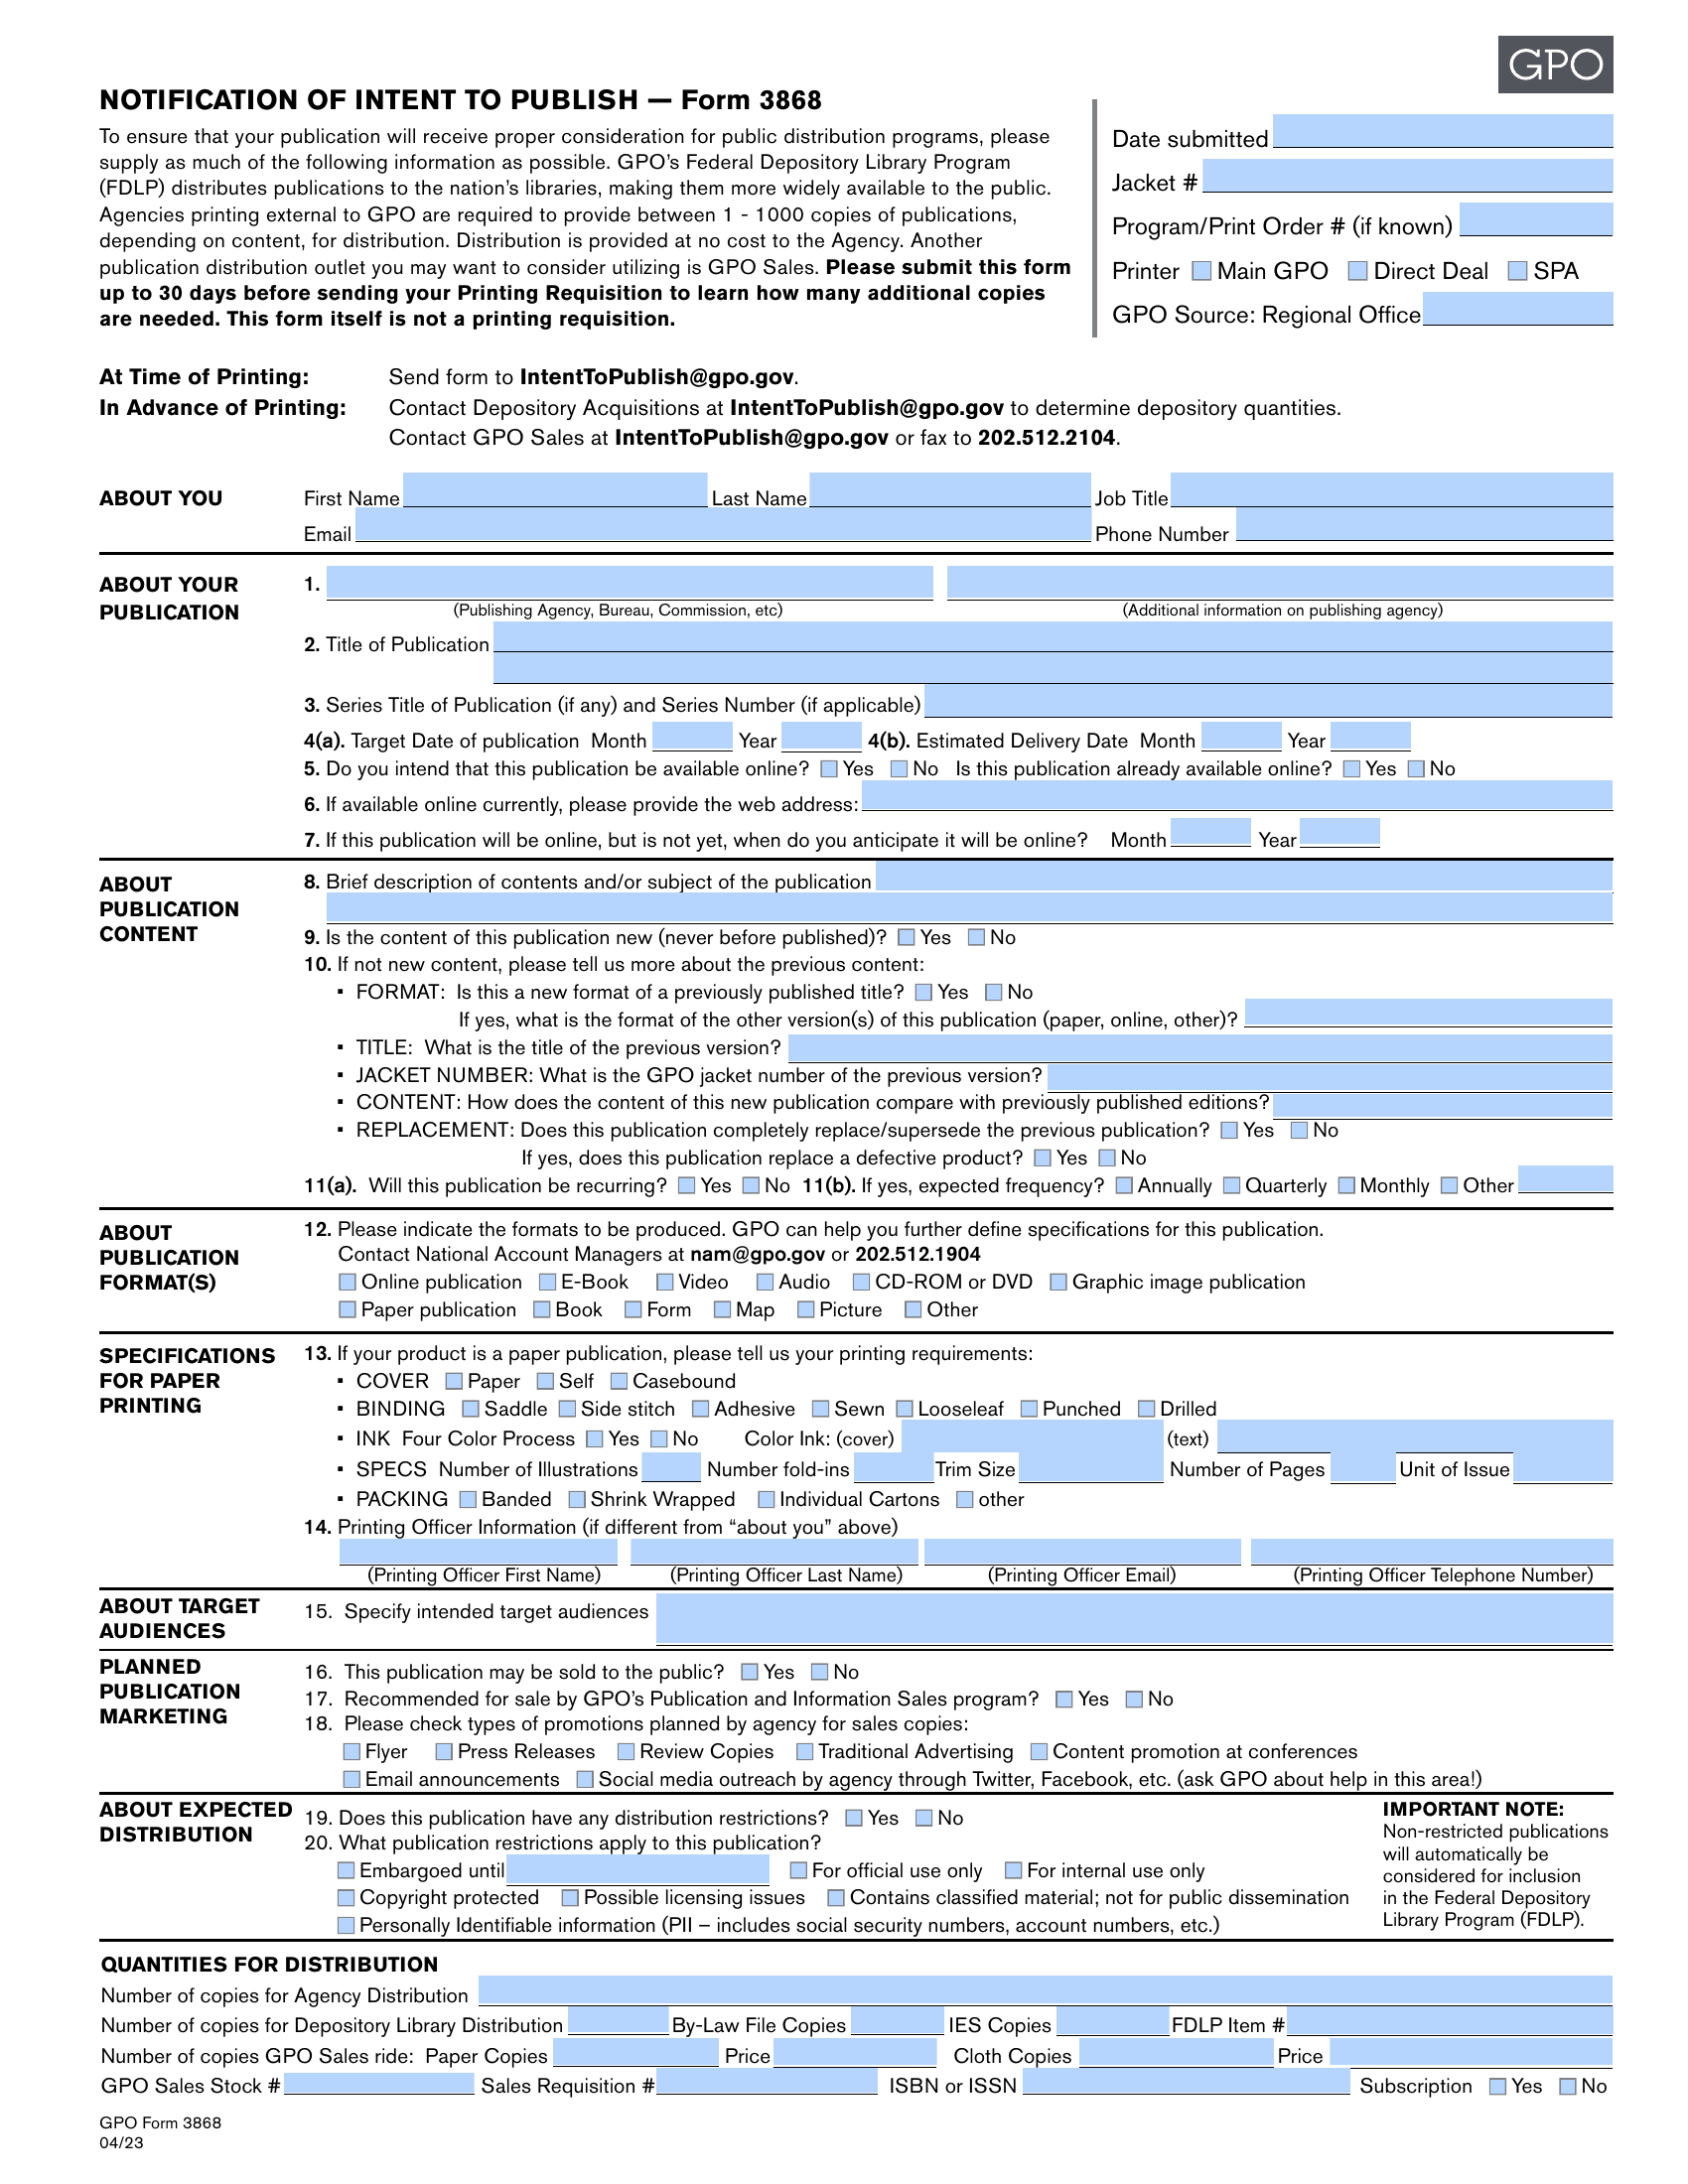 GPO
NOTIFICATION OF INTENT TO PUBLISH — Form 3868
To ensure that your publication will receive proper consideration for public distribution programs, please
supply as much of the following information as possible. GPO's Federal Depository Library Program
(FDLP) distributes publications to the nation's libraries, making them more widely available to the public.
Agencies printing external to GPO are required to provide between 1 - 1000 copies of publications,
depending on content, for distribution. Distribution is provided at no cost to the Agency. Another
publication distribution outlet you may want to consider utilizing is GPO Sales. Please submit this form
up to 30 days before sending your Printing Requisition to learn how many additional copies
are needed. This form itself is not a printing requisition.
Date submitted
Jacket #
Program/Print Order # (if known)
Printer Main GPO Direct Deal SPA
GPO Source: Regional Office
At Time of Printing: Send form to IntentToPublish@gpo.gov.
In Advance of Printing: Contact Depository Acquisitions at IntentToPublish@gpo.gov to determine depository quantities.
Contact GPO Sales at IntentToPublish@gpo.gov or fax to 202.512.2104.
ABOUT YOU
First Name Last Name Job Title
Email Phone Number
ABOUT YOUR
PUBLICATION
1.
(Publishing Agency, Bureau, Commission, etc) (Additional information on publishing agency)
2. Title of Publication
3. Series Title of Publication (if any) and Series Number (if applicable)
4(a). Target Date of publication Month Year 4(b). Estimated Delivery Date Month Year
5. Do you intend that this publication be available online? Yes No Is this publication already available online? Yes No
6. If available online currently, please provide the web address:
7. If this publication will be online, but is not yet, when do you anticipate it will be online? Month Year
ABOUT
PUBLICATION
CONTENT
8. Brief description of contents and/or subject of the publication
9. Is the content of this publication new (never before published)? Yes No
10. If not new content, please tell us more about the previous content:
▪ FORMAT: Is this a new format of a previously published title? Yes No
If yes, what is the format of the other version(s) of this publication (paper, online, other)?
▪ TITLE: What is the title of the previous version?
▪ JACKET NUMBER: What is the GPO jacket number of the previous version?
▪ CONTENT: How does the content of this new publication compare with previously published editions?
▪ REPLACEMENT: Does this publication completely replace/supersede the previous publication? Yes No
If yes, does this publication replace a defective product? Yes No
11(a). Will this publication be recurring? Yes No 11(b). If yes, expected frequency? Annually Quarterly Monthly Other
ABOUT
PUBLICATION
FORMAT(S)
12. Please indicate the formats to be produced. GPO can help you further define specifications for this publication.
Contact National Account Managers at nam@gpo.gov or 202.512.1904
Online publication E-Book Video Audio CD-ROM or DVD Graphic image publication
Paper publication Book Form Map Picture Other
SPECIFICATIONS
FOR PAPER
PRINTING
13. If your product is a paper publication, please tell us your printing requirements:
▪ COVER Paper Self Casebound
▪ BINDING Saddle Side stitch Adhesive Sewn Looseleaf Punched Drilled
▪ INK Four Color Process Yes No Color Ink: (cover) (text)
▪ SPECS Number of Illustrations Number fold-ins Trim Size Number of Pages Unit of Issue
▪ PACKING Banded Shrink Wrapped Individual Cartons other
14. Printing Officer Information (if different from “about you” above)
(Printing Officer First Name) (Printing Officer Last Name) (Printing Officer Email) (Printing Officer Telephone Number)
ABOUT TARGET
AUDIENCES
15. Specify intended target audiences
PLANNED
PUBLICATION
MARKETING
16. This publication may be sold to the public? Yes No
17. Recommended for sale by GPO's Publication and Information Sales program? Yes No
18. Please check types of promotions planned by agency for sales copies:
Flyer Press Releases Review Copies Traditional Advertising Content promotion at conferences
Email announcements Social media outreach by agency through Twitter, Facebook, etc. (ask GPO about help in this area!)
ABOUT EXPECTED
DISTRIBUTION
19. Does this publication have any distribution restrictions? Yes No
20. What publication restrictions apply to this publication?
Embargoed until For official use only For internal use only
Copyright protected Possible licensing issues Contains classified material; not for public dissemination
Personally Identifiable information (PII – includes social security numbers, account numbers, etc.)
IMPORTANT NOTE:
Non-restricted publications
will automatically be
considered for inclusion
in the Federal Depository
Library Program (FDLP).
QUANTITIES FOR DISTRIBUTION
Number of copies for Agency Distribution
Number of copies for Depository Library Distribution By-Law File Copies IES Copies FDLP Item #
Number of copies GPO Sales ride: Paper Copies Price Cloth Copies Price
GPO Sales Stock # Sales Requisition # ISBN or ISSN Subscription Yes No
GPO Form 3868
04/23